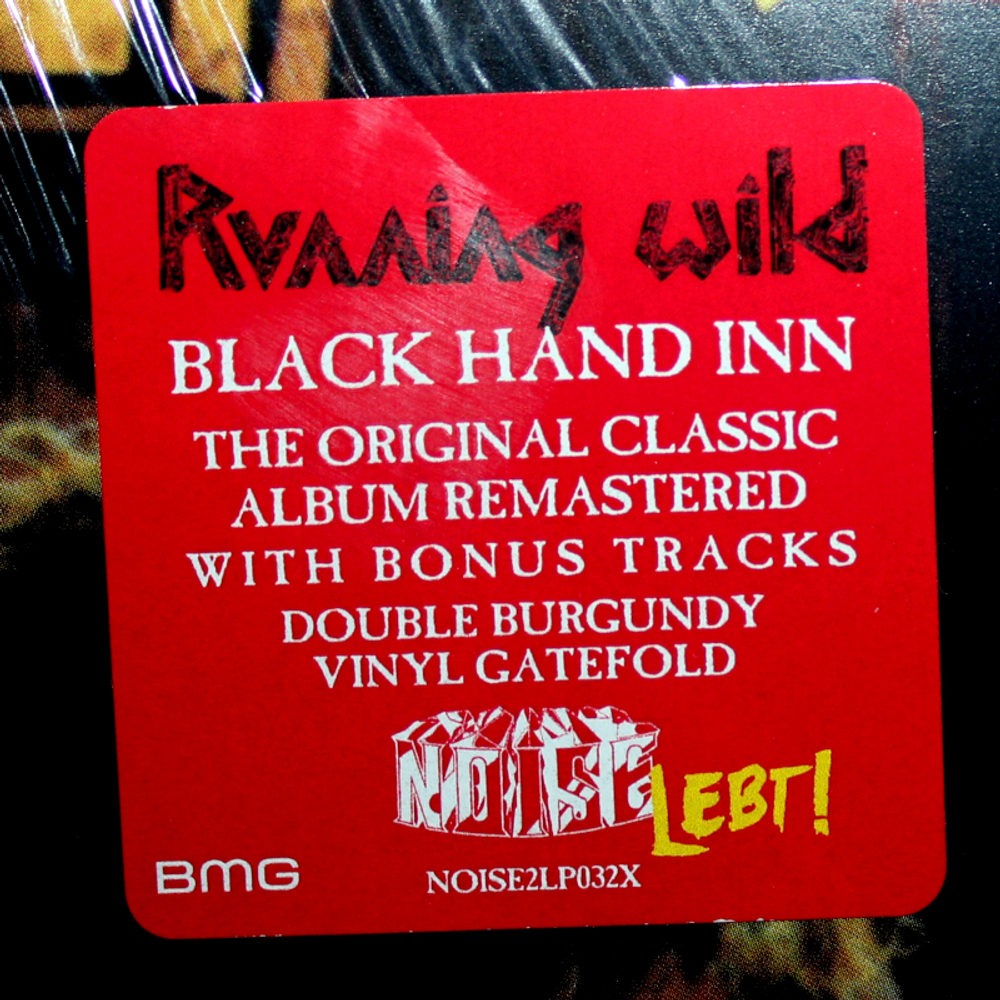 Running wild
BLACK HAND INN
THE ORIGINAL CLASSIC
ALBUM REMASTERED
WITH BONUS TRACKS
DOUBLE BURGUNDY
VINYL GATEFOLD
NOISE LEBT!
BMG NOISE2LP032X